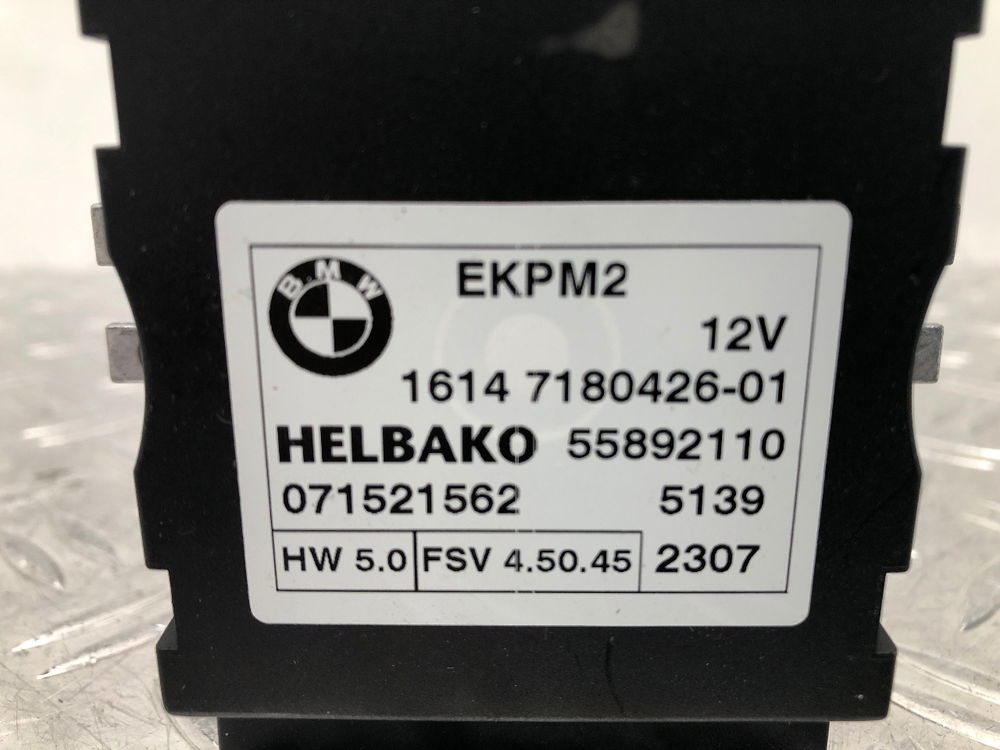 BMW
EKPM2
12V
1614 7180426-01
HELBAKO 55892110
071521562 5139
HW 5.0 FSV 4.50.45 2307